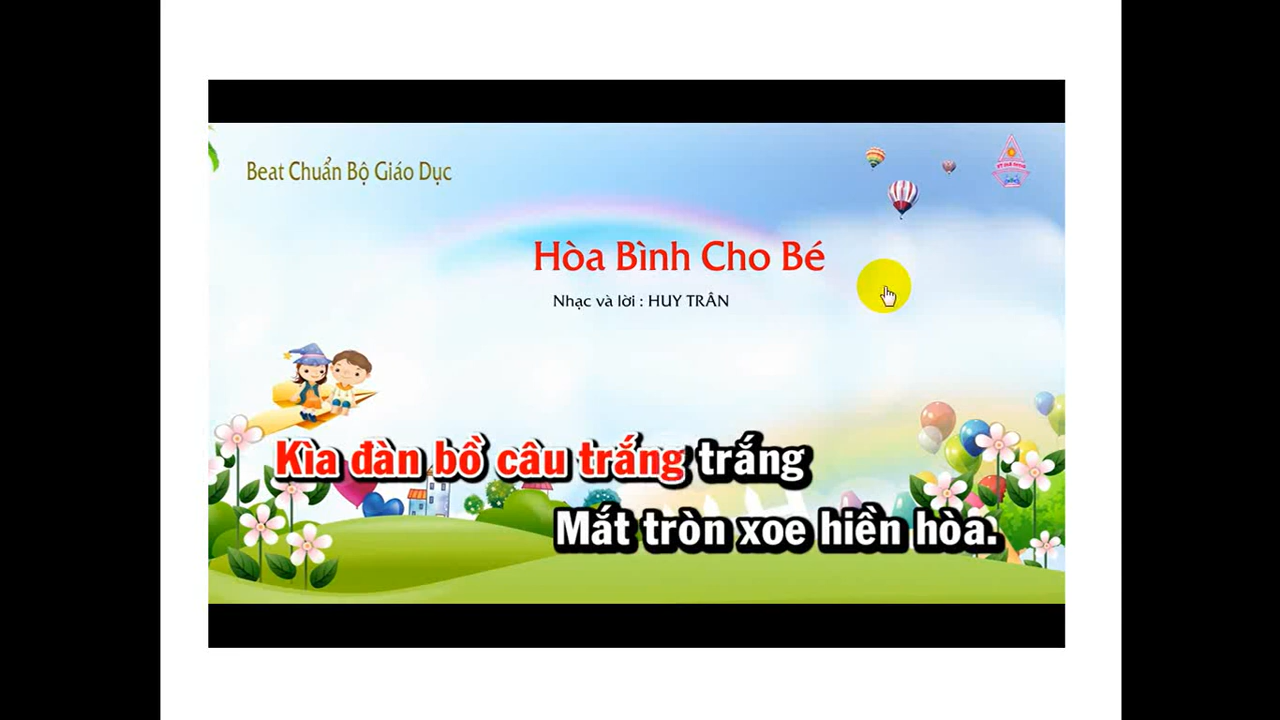 Beat Chuẩn Bộ Giáo Dục
Hòa Bình Cho Bé
Nhạc và lời : HUY TRÂN
Kìa đàn bồ câu trắng trắng
Mắt tròn xoe hiền hòa.